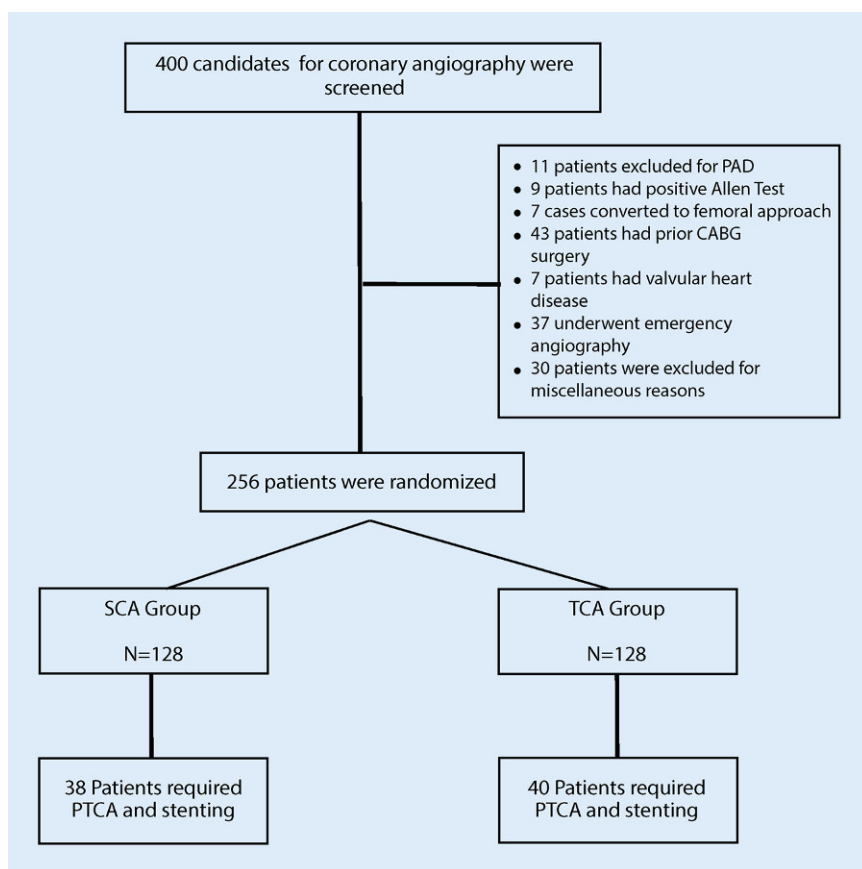 400 candidates for coronary angiography were
screened
• 11 patients excluded for PAD
• 9 patients had positive Allen Test
• 7 cases converted to femoral approach
• 43 patients had prior CABG
surgery
• 7 patients had valvular heart
disease
• 37 underwent emergency
angiography
• 30 patients were excluded for
miscellaneous reasons
256 patients were randomized
SCA Group
N=128
TCA Group
N=128
38 Patients required
PTCA and stenting
40 Patients required
PTCA and stenting